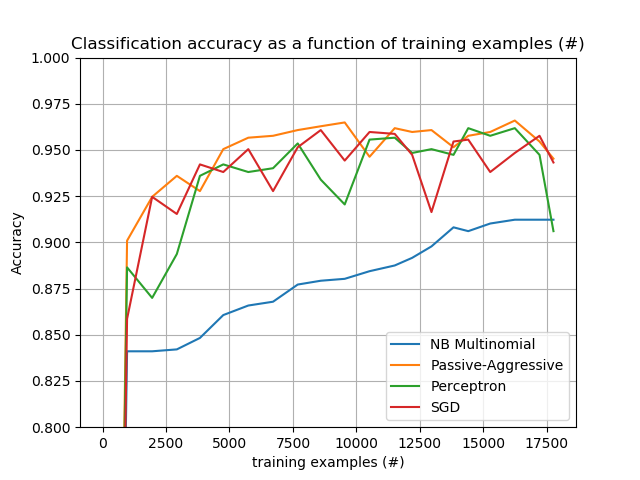 Classification accuracy as a function of training examples (#)
1.000
0.975
0.950
0.925
0.900
0.875
0.850
0.825
0.800
Accuracy
NB Multinomial
Passive-Aggressive
Perceptron
SGD
0 2500 5000 7500 10000 12500 15000 17500
training examples (#)